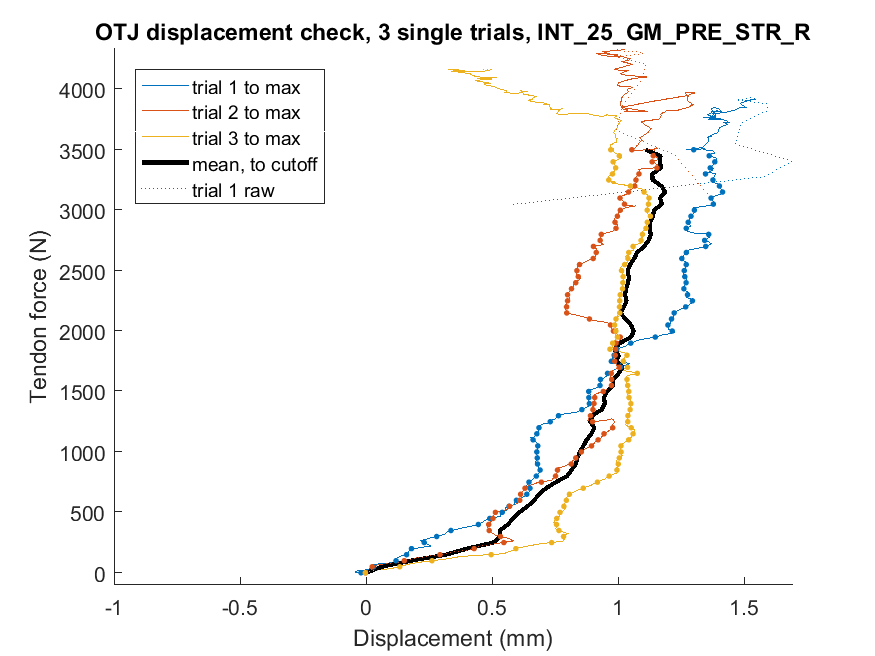 OTJ displacement check, 3 single trials, INT_25_GM_PRE_STR_R
trial 1 to max
trial 2 to max
trial 3 to max
mean, to cutoff
trial 1 raw
4000
3500
3000
2500
2000
1500
1000
500
0
Tendon force (N)
-1
-0.5
0
0.5
1
1.5
Displacement (mm)